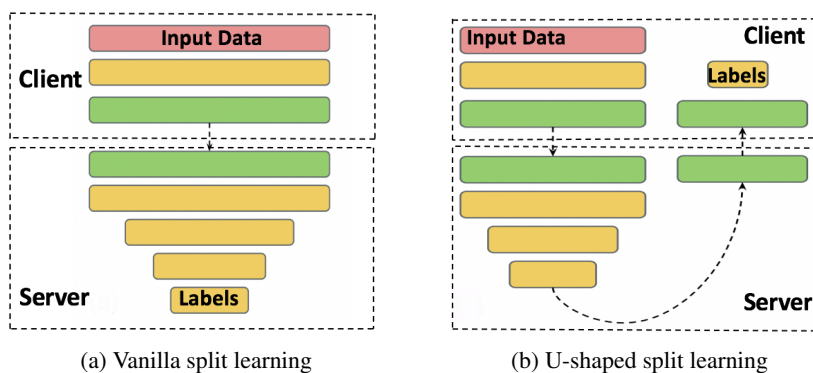 Input Data
Client
Server
Labels
(a) Vanilla split learning
Input Data
Client
Labels
Server
(b) U-shaped split learning